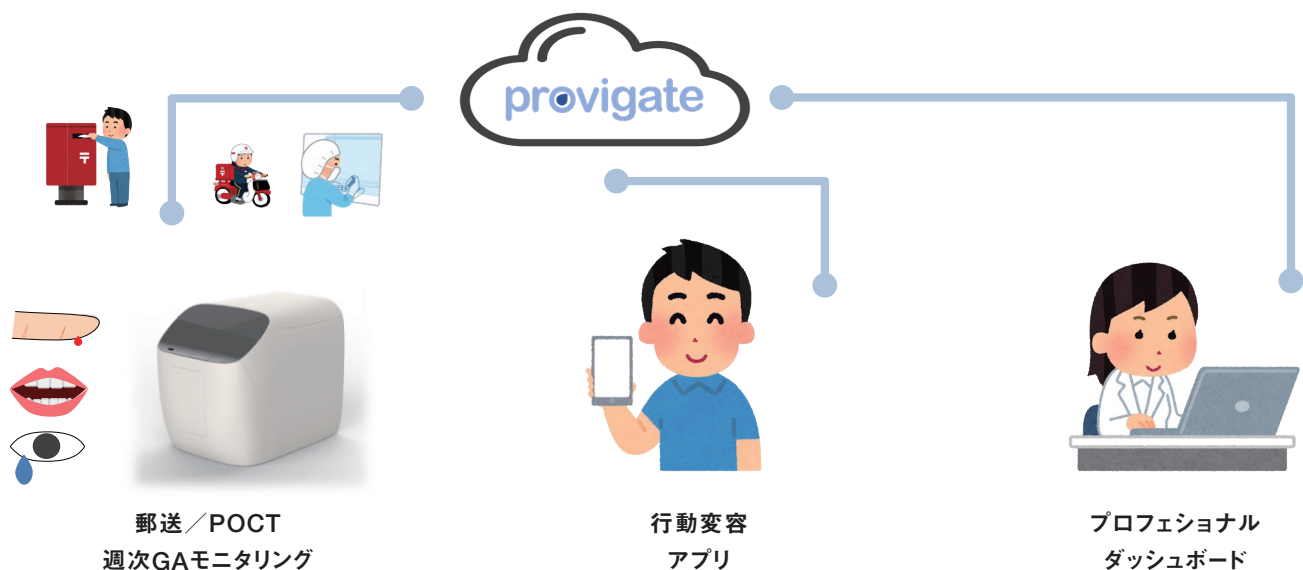 provigate
郵送／POCT
週次GAモニタリング
行動変容
アプリ
プロフェショナル
ダッシュボード